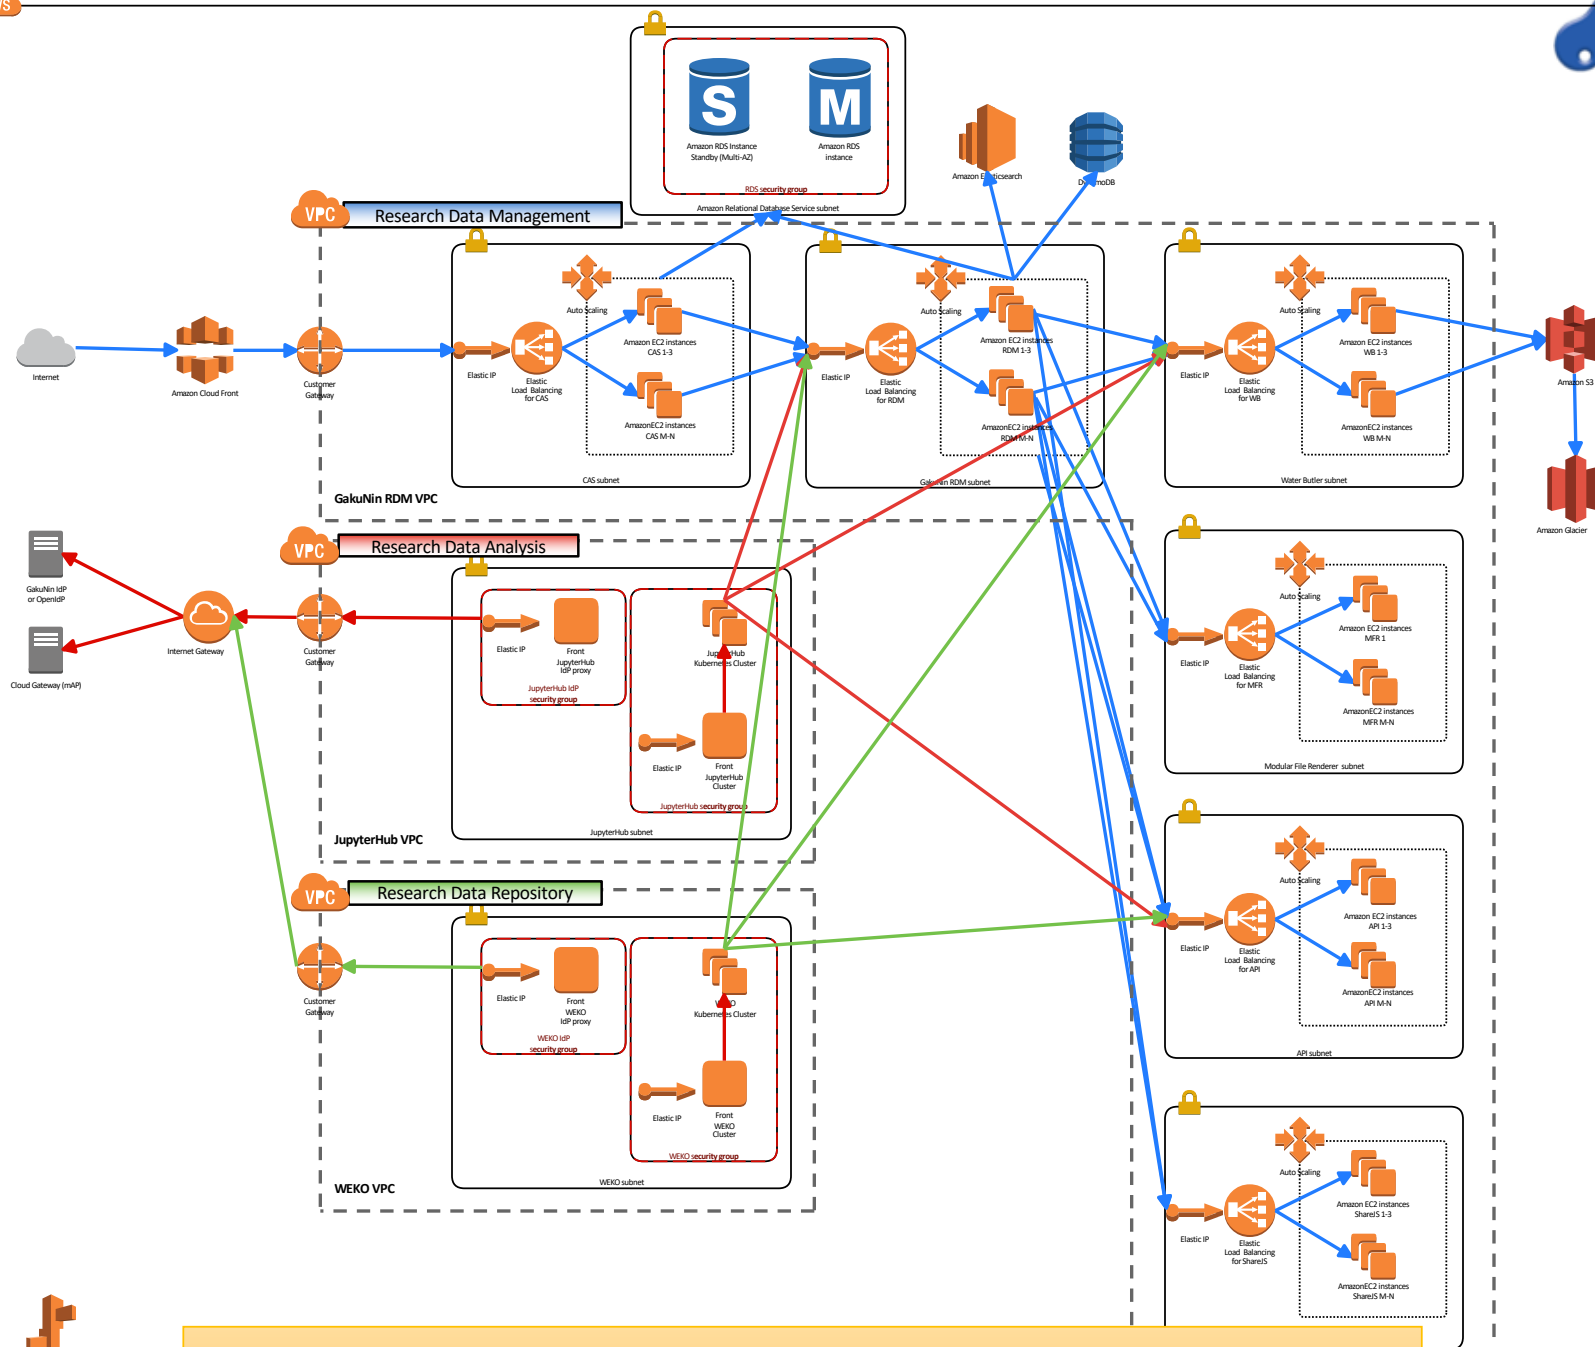 S
M
Amazon RDS Instance
Standby (Multi-AZ)
Amazon RDS
instance
RDS security group
Amazon Relational Database Service subnet
Amazon Elasticsearch
DynamoDB
VPC
Research Data Management
Internet
Amazon Cloud Front
Customer
Gateway
Elastic IP
Elastic
Load Balancing
for CAS
Auto Scaling
Amazon EC2 instances
CAS 1-3
AmazonEC2 instances
CAS M-N
CAS subnet
Elastic IP
Elastic
Load Balancing
for RDM
Auto Scaling
Amazon EC2 instances
RDM 1-3
AmazonEC2 instances
RDM M-N
GakuNin RDM subnet
Elastic IP
Elastic
Load Balancing
for WB
Auto Scaling
Amazon EC2 instances
WB 1-3
AmazonEC2 instances
WB M-N
Water Butler subnet
Amazon S3
Amazon Glacier
GakuNin RDM VPC
VPC
Research Data Analysis
GakuNin IdP
or OpenIdP
Cloud Gateway (mAP)
Internet Gateway
Customer
Gateway
Elastic IP
Front
JupyterHub
IdP proxy
JupyterHub IdP
security group
JupyterHub
Kubernetes Cluster
Elastic IP
Front
JupyterHub
Cluster
JupyterHub security group
JupyterHub subnet
JupyterHub VPC
Elastic IP
Elastic
Load Balancing
for MFR
Auto Scaling
Amazon EC2 instances
MFR 1
AmazonEC2 instances
MFR M-N
Modular File Renderer subnet
VPC
Research Data Repository
Customer
Gateway
Elastic IP
Front
WEKO
IdP proxy
WEKO IdP
security group
WEKO
Kubernetes Cluster
Elastic IP
Front
WEKO
Cluster
WEKO security group
WEKO subnet
WEKO VPC
Elastic IP
Elastic
Load Balancing
for API
Auto Scaling
Amazon EC2 instances
API 1-3
AmazonEC2 instances
API M-N
API subnet
Elastic IP
Elastic
Load Balancing
for ShareJS
Auto Scaling
Amazon EC2 instances
ShareJS 1-3
AmazonEC2 instances
ShareJS M-N